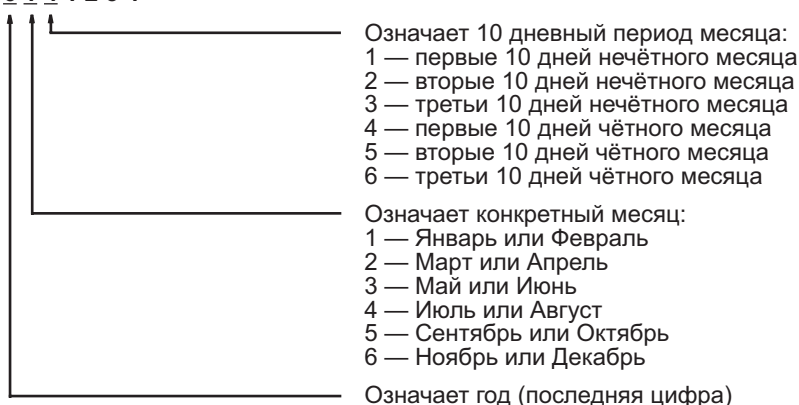 Означает 10 дневный период месяца:
1 — первые 10 дней нечётного месяца
2 — вторые 10 дней нечётного месяца
3 — третьи 10 дней нечётного месяца
4 — первые 10 дней чётного месяца
5 — вторые 10 дней чётного месяца
6 — третьи 10 дней чётного месяца
Означает конкретный месяц:
1 — Январь или Февраль
2 — Март или Апрель
3 — Май или Июнь
4 — Июль или Август
5 — Сентябрь или Октябрь
6 — Ноябрь или Декабрь
Означает год (последняя цифра)